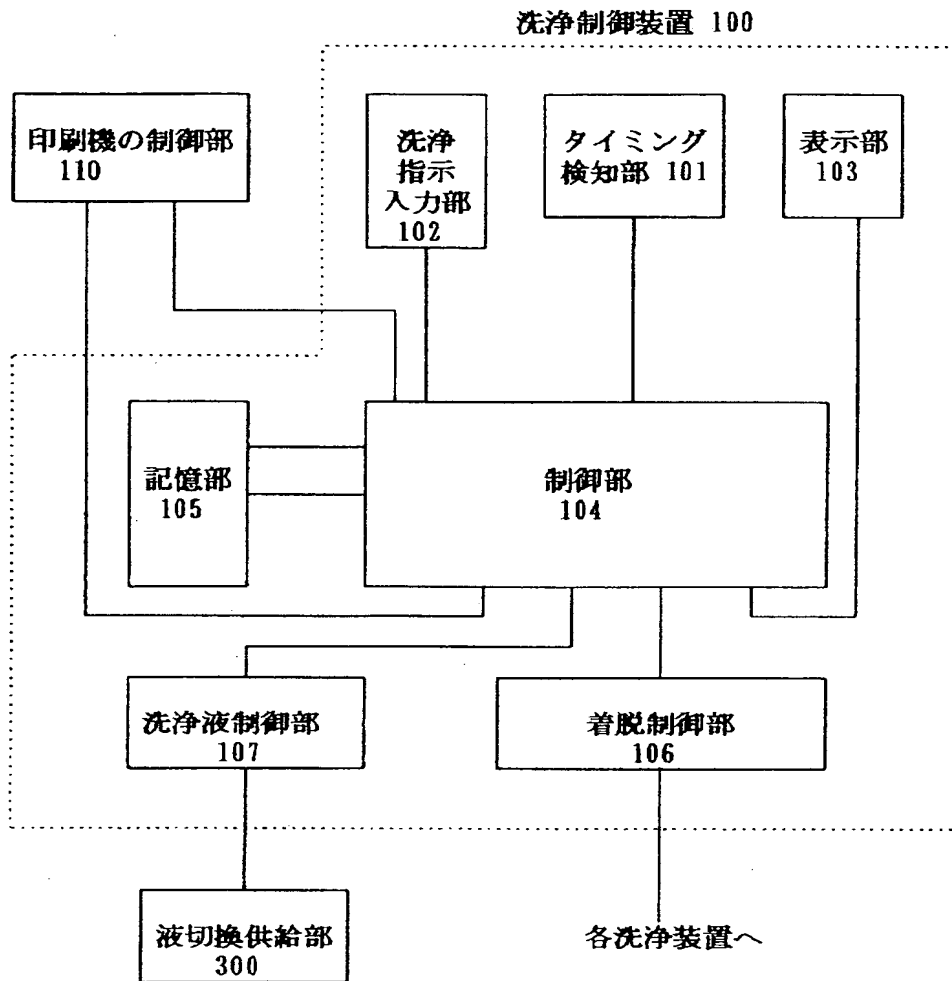 洗浄制御装置 100
印刷機の制御部
110
洗浄
指示
入力部
102
タイミング
検知部 101
表示部
103
記憶部
105
制御部
104
洗浄液制御部
107
着脱制御部
106
液切換供給部
300
各洗浄装置へ